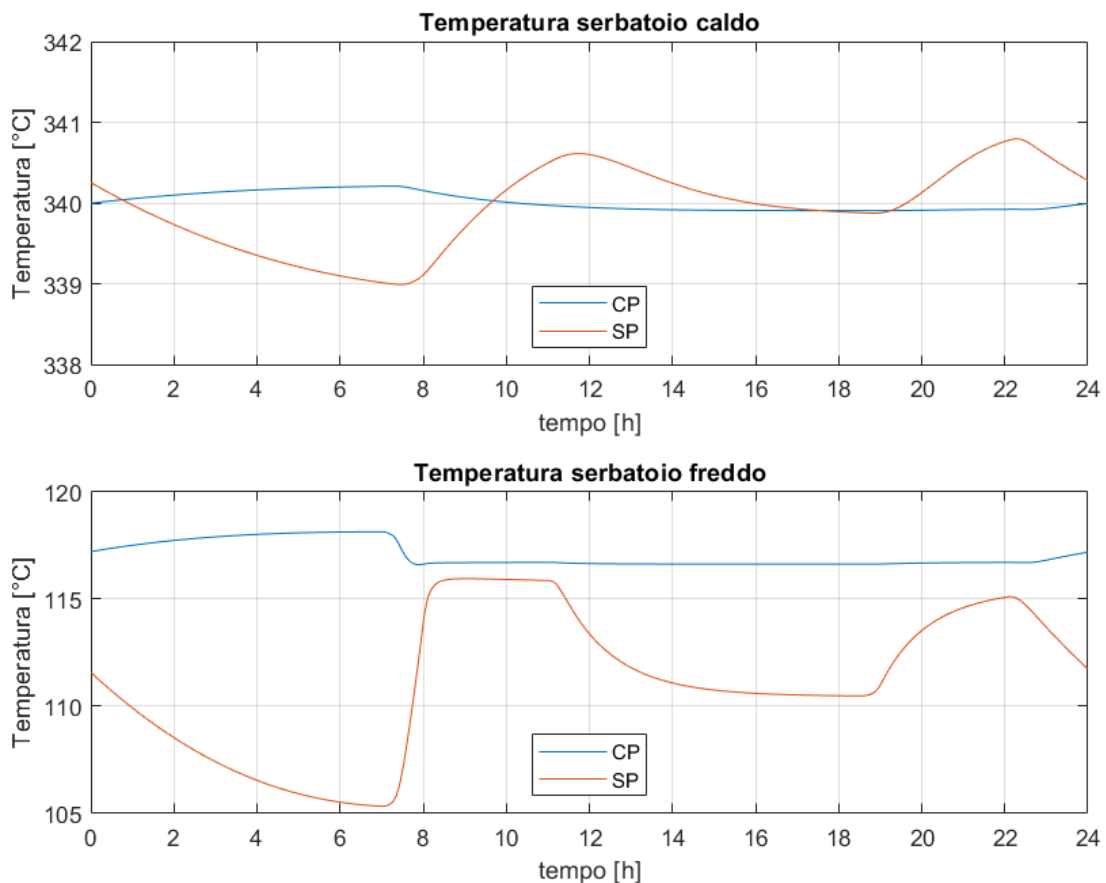 Temperatura serbatoio caldo
342
341
340
339
338
Temperatura [°C]
CP
SP
0 2 4 6 8 10 12 14 16 18 20 22 24
tempo [h]
Temperatura serbatoio freddo
120
115
110
105
Temperatura [°C]
CP
SP
0 2 4 6 8 10 12 14 16 18 20 22 24
tempo [h]